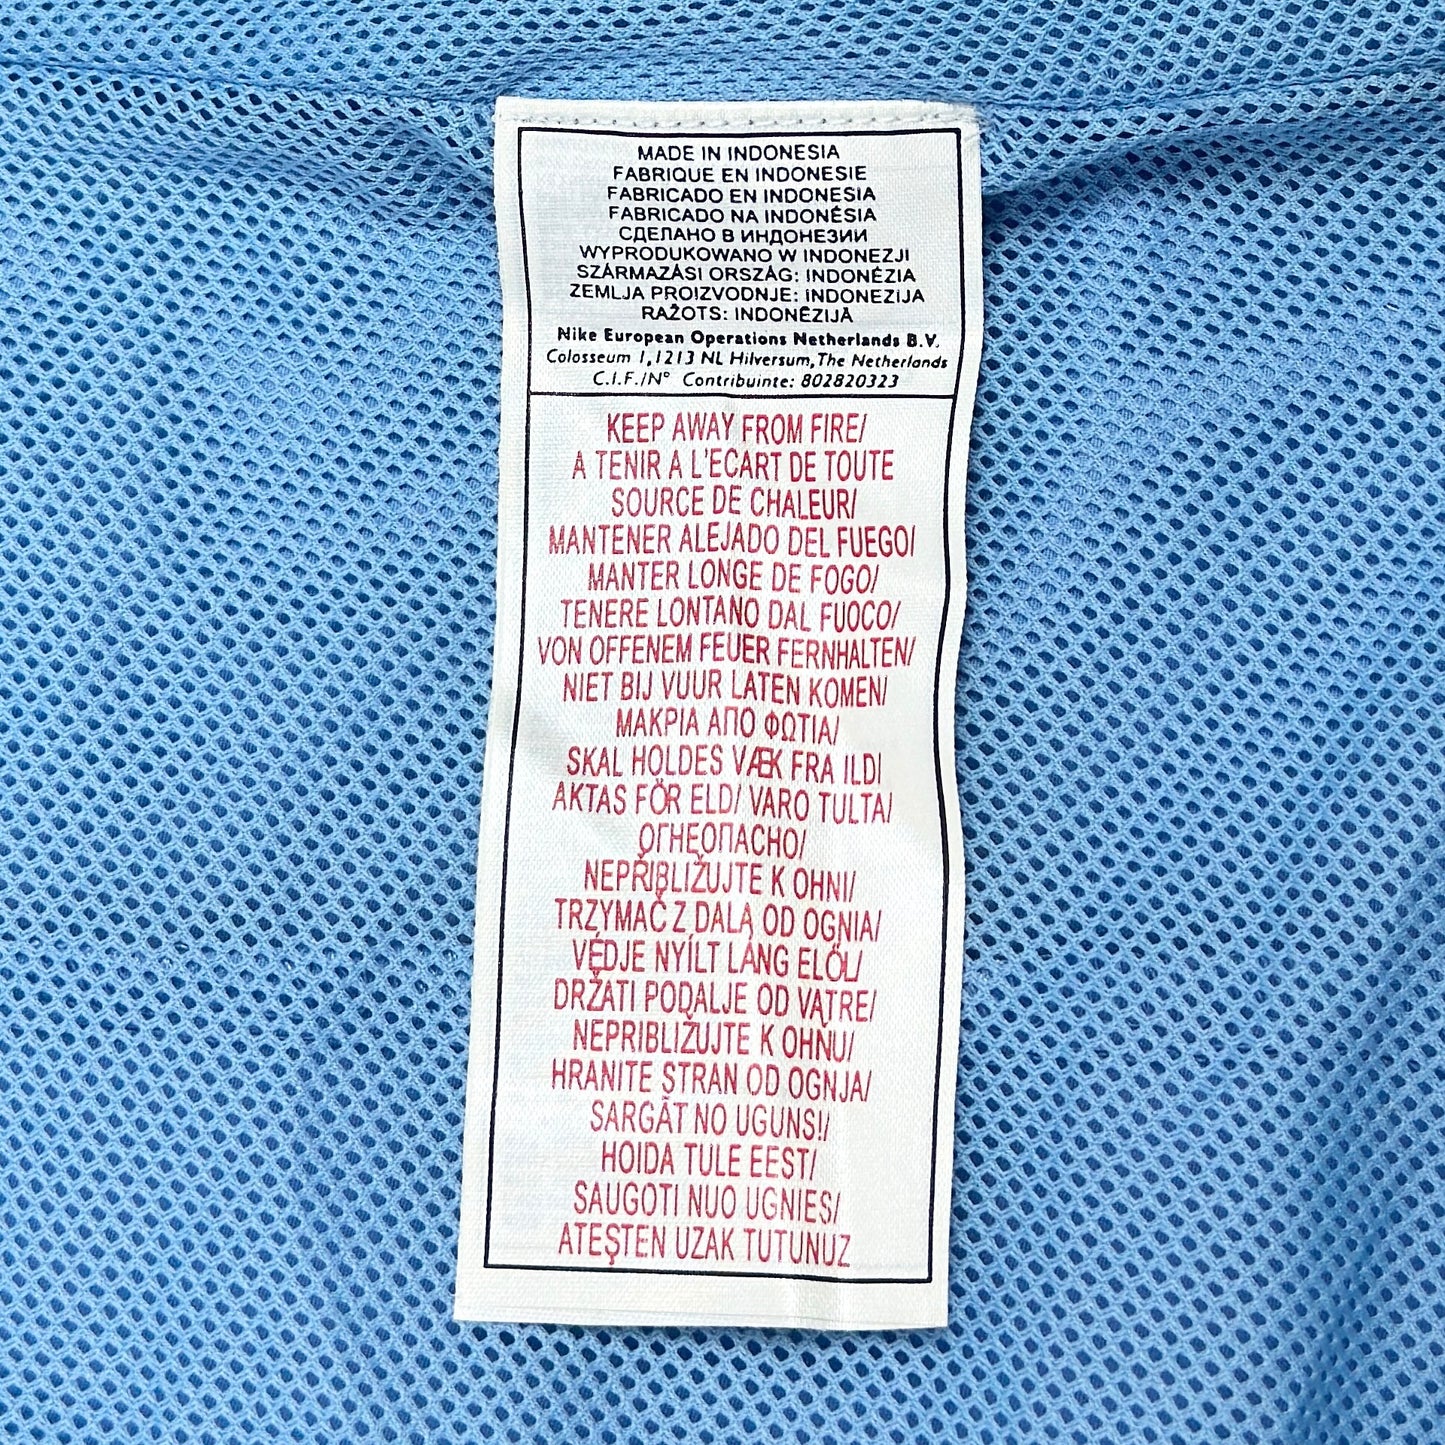 MADE IN INDONESIA
FABRIQUE EN INDONESIE
FABRICADO EN INDONESIA
FABRICADO NA INDONÉSIA
СДЕЛАНО В ИНДОНЕЗИИ
WYPRODUKOWANO W INDONEZJI
SZÁRMAZÁSI ORSZÁG: INDONÉZIA
ZEMLJA PROIZVODNJE: INDONEZIJA
RAŽOTS: INDONĒZIJĀ
Nike European Operations Netherlands B.V.
Colosseum 1, 1213 NL Hilversum, The Netherlands
C.I.F./N° Contribuinte: 802820323
KEEP AWAY FROM FIRE/
A TENIR A L'ECART DE TOUTE
SOURCE DE CHALEUR/
MANTENER ALEJADO DEL FUEGO/
MANTER LONGE DE FOGO/
TENERE LONTANO DAL FUOCO/
VON OFFENEM FEUER FERNHALTEN/
NIET BIJ VUUR LATEN KOMEN/
ΜΑΚΡΙΑ ΑΠΟ ΦΩΤΙΑ/
SKAL HOLDES VÆK FRA ILD/
AKTAS FÖR ELD/ VARO TULTA/
ОГНЕОПАСНО/
NEPŘIBLIŽUJTE K OHNI/
TRZYMAĆ Z DALA OD OGNIA/
VÉDJE NYÍLT LÁNG ELŐL/
DRŽATI PODALJE OD VATRE/
NEPRIBLIŽUJTE K OHŇU/
HRANITE STRAN OD OGNJA/
SARGĀT NO UGUNS!/
HOIDA TULE EEST/
SAUGOTI NUO UGNIES/
ATEŞTEN UZAK TUTUNUZ